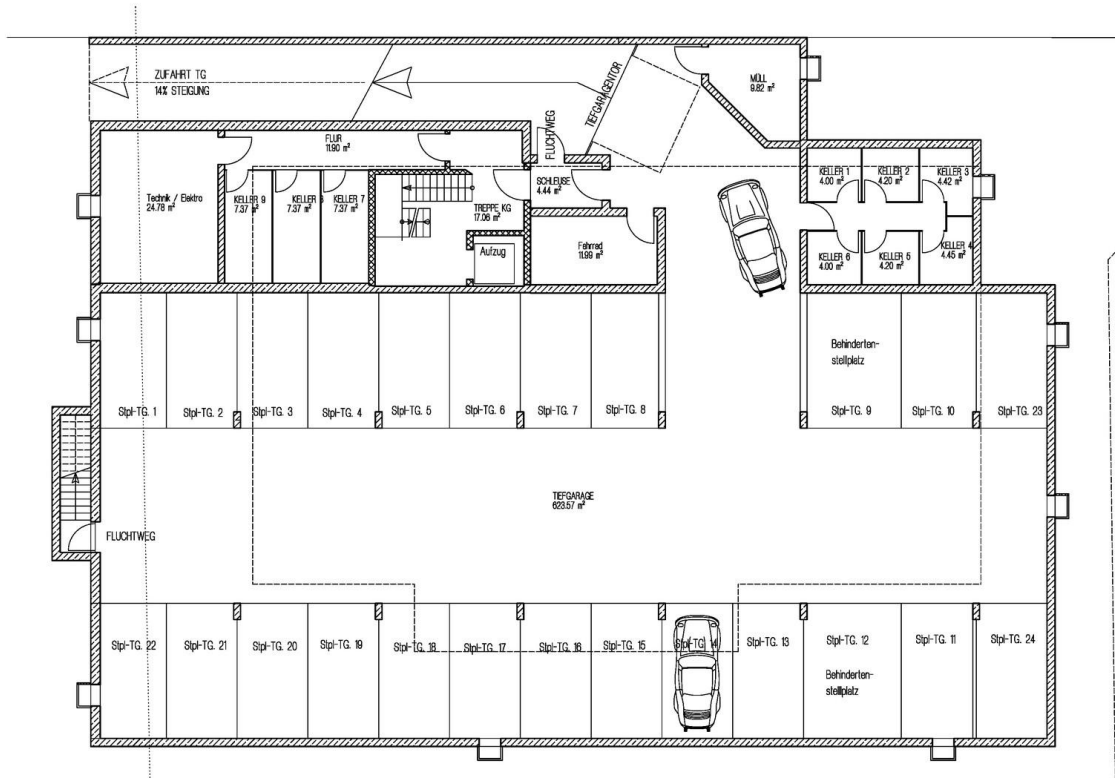 ZUFAHRT TG
14% STEIGUNG
TIEFGARAGENTOR
MÜLL
9.82 m²
FLUR
11.90 m²
FLUCHTWEG
Technik / Elektro
24.78 m²
KELLER 9
7.37 m²
KELLER 8
7.37 m²
KELLER 7
7.37 m²
TREPPE KG
17.06 m²
Aufzug
SCHLEUSE
4.44 m²
Fahrrad
11.99 m²
KELLER 1
4.00 m²
KELLER 2
4.20 m²
KELLER 3
4.42 m²
KELLER 6
4.00 m²
KELLER 5
4.20 m²
KELLER 4
4.45 m²
Behinderten-
stellplatz
Stpl-TG. 1
Stpl-TG. 2
Stpl-TG. 3
Stpl-TG. 4
Stpl-TG. 5
Stpl-TG. 6
Stpl-TG. 7
Stpl-TG. 8
Stpl-TG. 9
Stpl-TG. 10
Stpl-TG. 23
TIEFGARAGE
623.57 m²
FLUCHTWEG
Stpl-TG. 22
Stpl-TG. 21
Stpl-TG. 20
Stpl-TG. 19
Stpl-TG. 18
Stpl-TG. 17
Stpl-TG. 16
Stpl-TG. 15
Stpl-TG. 14
Stpl-TG. 13
Stpl-TG. 12
Stpl-TG. 11
Stpl-TG. 24
Behinderten-
stellplatz